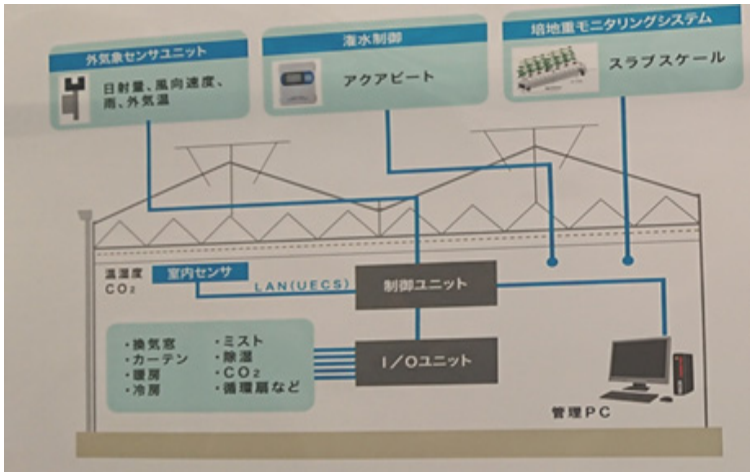 外気象センサユニット
日射量、風向速度、
雨、外気温
潅水制御
アクアビート
培地重モニタリングシステム
スラブスケール
温湿度
CO₂
室内センサ
LAN(UECS)
制御ユニット
・換気窓
・カーテン
・暖房
・冷房
・ミスト
・除湿
・CO₂
・循環扇など
I/Oユニット
管理PC